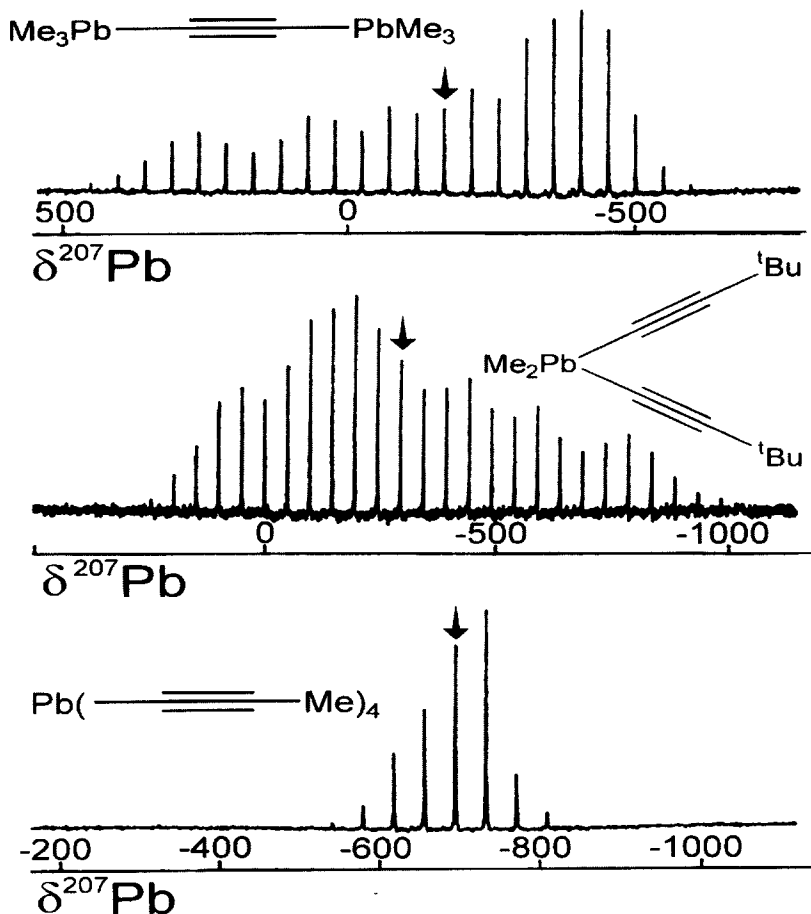 Me₃Pb PbMe₃
500 0 -500
δ²⁰⁷Pb
ᵗBu
Me₂Pb
ᵗBu
0 -500 -1000
δ²⁰⁷Pb
Pb( Me)₄
-200 -400 -600 -800 -1000
δ²⁰⁷Pb